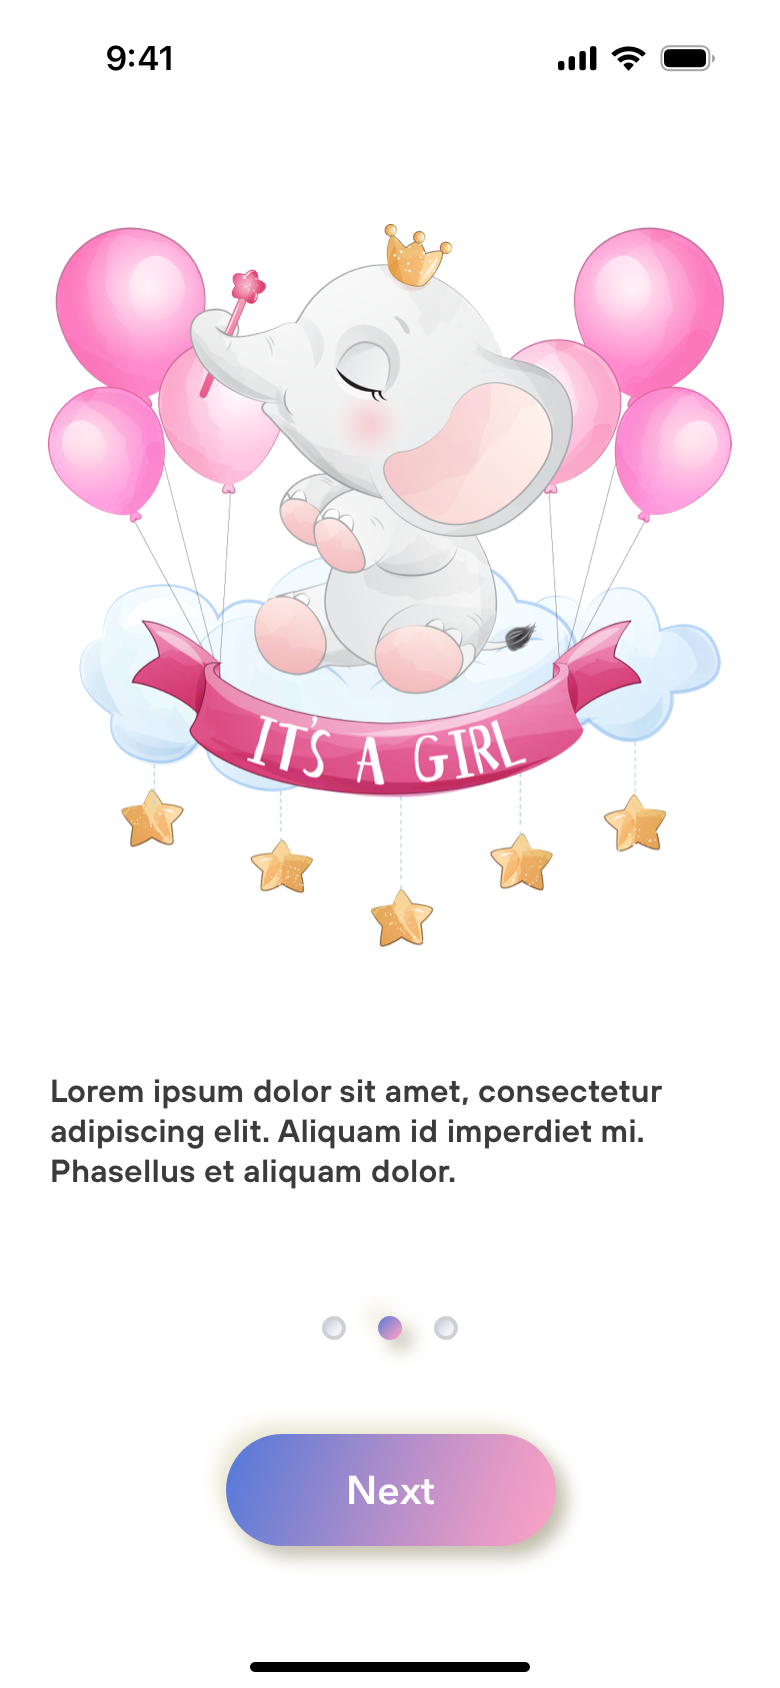 9:41
IT'S A GIRL
Lorem ipsum dolor sit amet, consectetur
adipiscing elit. Aliquam id imperdiet mi.
Phasellus et aliquam dolor.
Next